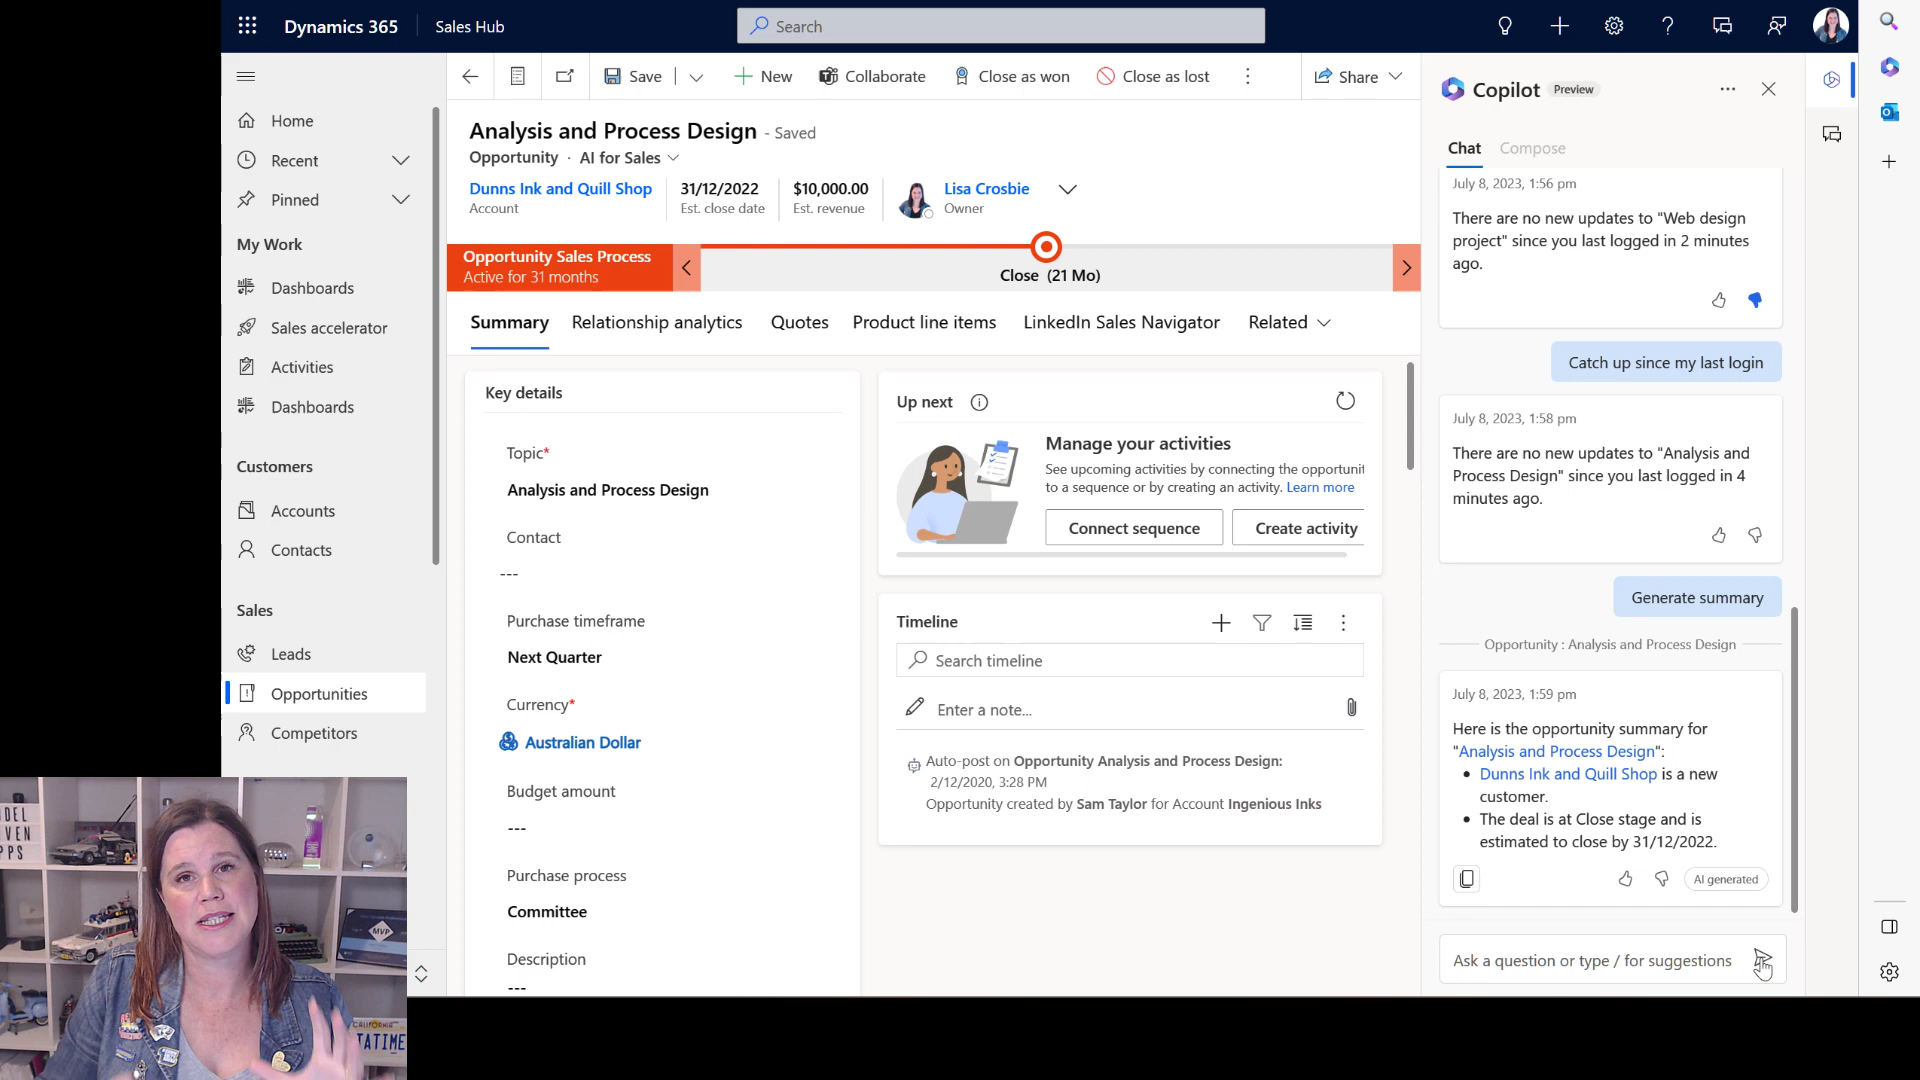 Dynamics 365
Sales Hub
Search
Save
New
Collaborate
Close as won
Close as lost
Share
Home
Recent
Pinned
My Work
Dashboards
Sales accelerator
Activities
Dashboards
Customers
Accounts
Contacts
Sales
Leads
Opportunities
Competitors
Analysis and Process Design - Saved
Opportunity · AI for Sales
Dunns Ink and Quill Shop
Account
31/12/2022
Est. close date
$10,000.00
Est. revenue
Lisa Crosbie
Owner
Opportunity Sales Process
Active for 31 months
Close (21 Mo)
Summary
Relationship analytics
Quotes
Product line items
LinkedIn Sales Navigator
Related
Key details
Topic*
Analysis and Process Design
Contact
---
Purchase timeframe
Next Quarter
Currency*
Australian Dollar
Budget amount
---
Purchase process
Committee
Description
---
Up next
Manage your activities
See upcoming activities by connecting the opportunit
to a sequence or by creating an activity. Learn more
Connect sequence
Create activity
Timeline
Search timeline
Enter a note...
Auto-post on Opportunity Analysis and Process Design:
2/12/2020, 3:28 PM
Opportunity created by Sam Taylor for Account Ingenious Inks
Copilot
Preview
Chat
Compose
July 8, 2023, 1:56 pm
There are no new updates to "Web design
project" since you last logged in 2 minutes
ago.
Catch up since my last login
July 8, 2023, 1:58 pm
There are no new updates to "Analysis and
Process Design" since you last logged in 4
minutes ago.
Generate summary
Opportunity : Analysis and Process Design
July 8, 2023, 1:59 pm
Here is the opportunity summary for
"Analysis and Process Design":
• Dunns Ink and Quill Shop is a new
customer.
• The deal is at Close stage and is
estimated to close by 31/12/2022.
AI generated
Ask a question or type / for suggestions
DEL
VEN
PPS
MVP
CALIFORNIA
TATIME